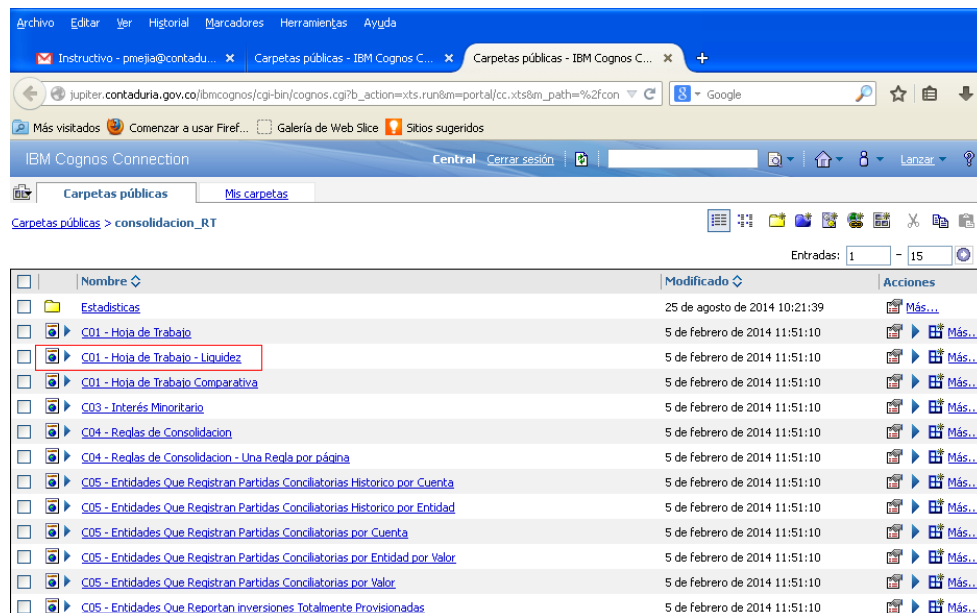 Archivo Editar Ver Historial Marcadores Herramientas Ayuda
Instructivo - pmejia@contadu... Carpetas públicas - IBM Cognos C... Carpetas públicas - IBM Cognos C...
jupiter.contaduria.gov.co/ibmcognos/cgi-bin/cognos.cgi?b_action=xts.run&m=portal/cc.xts&m_path=%2fcon Google
Más visitados Comenzar a usar Firef... Galería de Web Slice Sitios sugeridos
IBM Cognos Connection Central Cerrar sesión Lanzar
Carpetas públicas Mis carpetas
Carpetas públicas > consolidacion_RT
Entradas: 1 - 15
Nombre Modificado Acciones
Estadisticas 25 de agosto de 2014 10:21:39 Más...
C01 - Hoja de Trabajo 5 de febrero de 2014 11:51:10 Más...
C01 - Hoja de Trabajo - Liquidez 5 de febrero de 2014 11:51:10 Más...
C01 - Hoja de Trabajo Comparativa 5 de febrero de 2014 11:51:10 Más...
C03 - Interés Minoritario 5 de febrero de 2014 11:51:10 Más...
C04 - Reglas de Consolidacion 5 de febrero de 2014 11:51:10 Más...
C04 - Reglas de Consolidacion - Una Regla por página 5 de febrero de 2014 11:51:10 Más...
C05 - Entidades Que Registran Partidas Conciliatorias Historico por Cuenta 5 de febrero de 2014 11:51:10 Más...
C05 - Entidades Que Registran Partidas Conciliatorias Historico por Entidad 5 de febrero de 2014 11:51:10 Más...
C05 - Entidades Que Registran Partidas Conciliatorias por Cuenta 5 de febrero de 2014 11:51:10 Más...
C05 - Entidades Que Registran Partidas Conciliatorias por Entidad por Valor 5 de febrero de 2014 11:51:10 Más...
C05 - Entidades Que Registran Partidas Conciliatorias por Valor 5 de febrero de 2014 11:51:10 Más...
C05 - Entidades Que Reportan inversiones Totalmente Provisionadas 5 de febrero de 2014 11:51:10 Más...